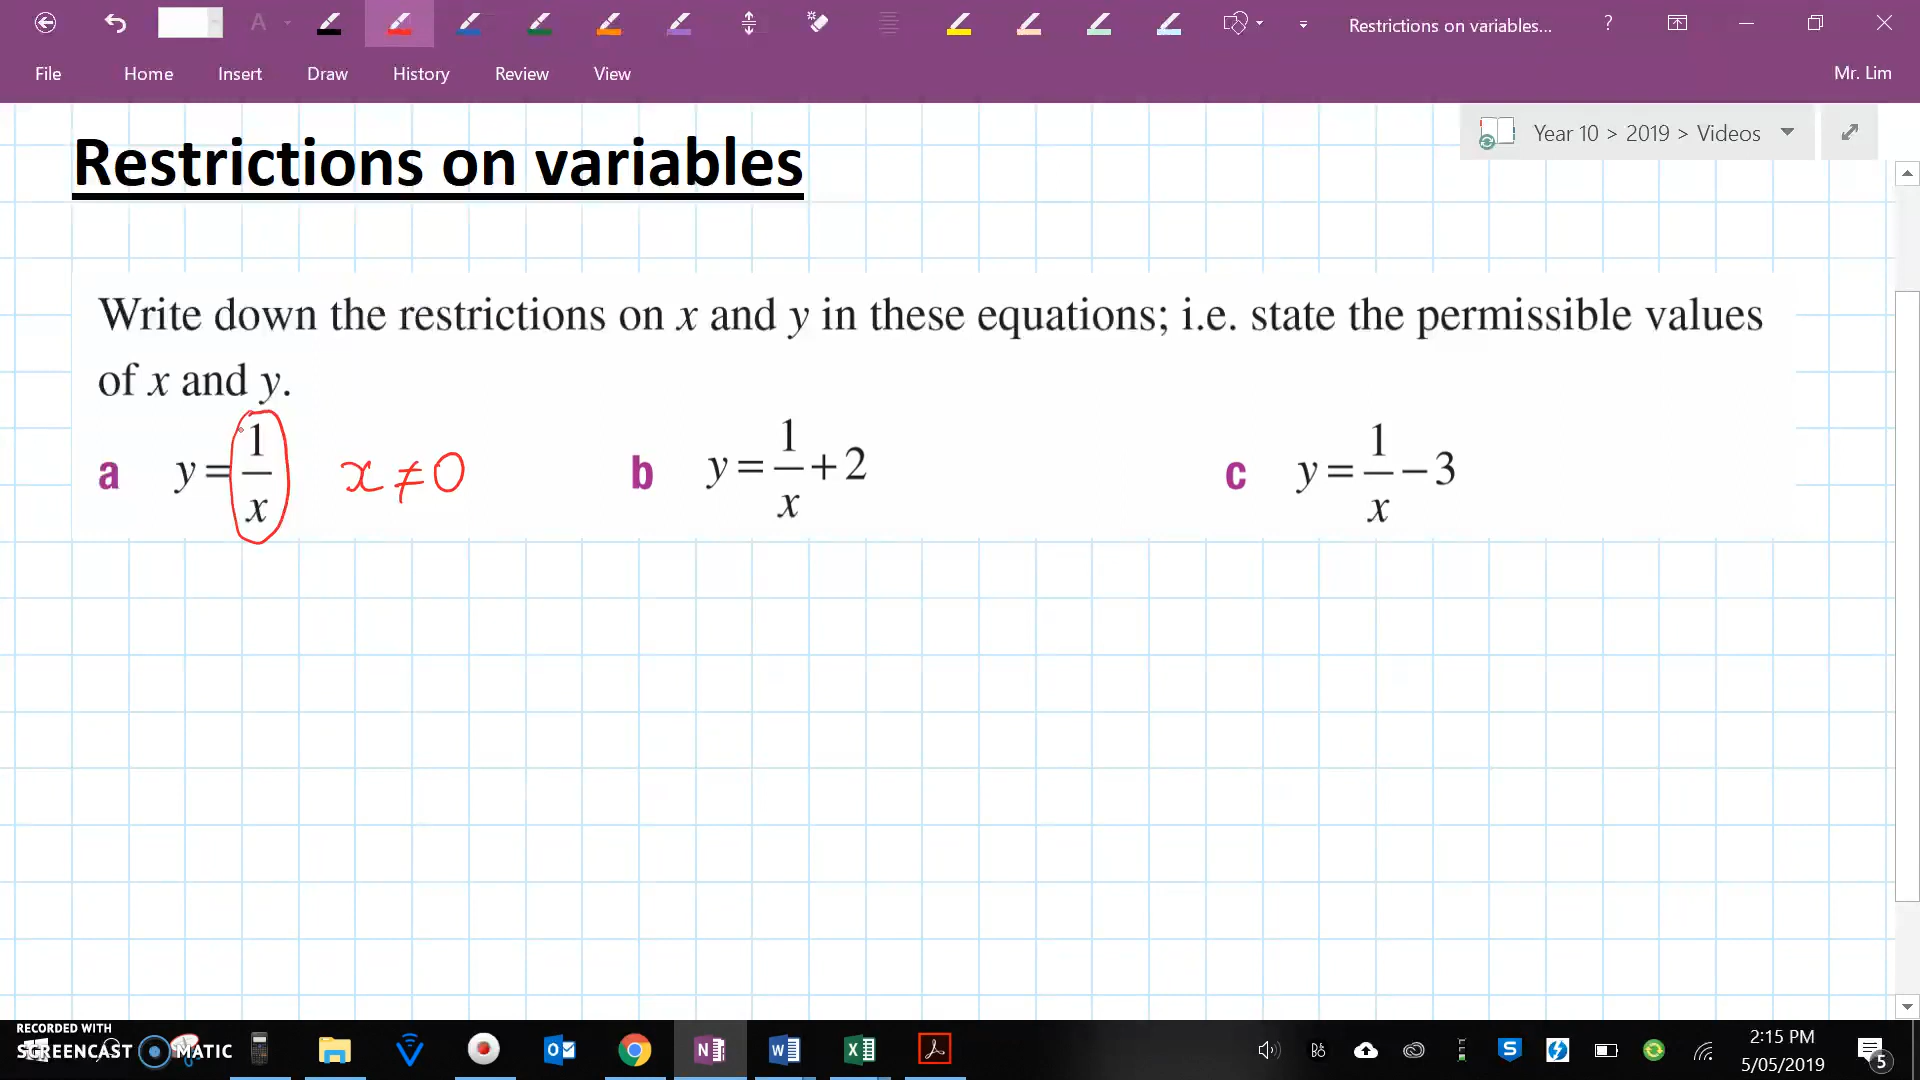 Restrictions on variables... ?
File Home Insert Draw History Review View Mr. Lim
Year 10 > 2019 > Videos
Restrictions on variables
Write down the restrictions on x and y in these equations; i.e. state the permissible values
of x and y.
a y = 1/x x ≠ 0 b y = 1/x + 2 c y = 1/x − 3
RECORDED WITH
SCREENCAST MATIC
2:15 PM
5/05/2019
5